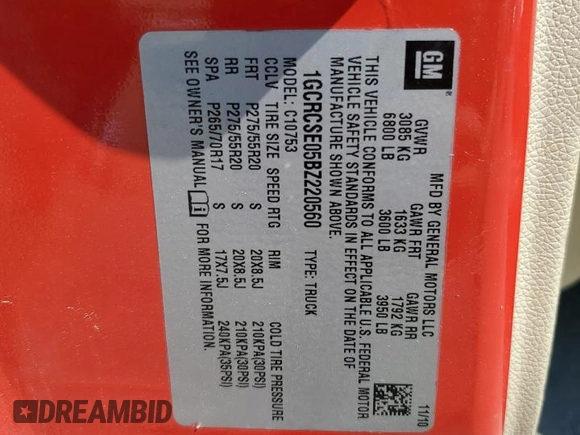 GM ®
MFD BY GENERAL MOTORS LLC 11/10
GVWR GAWR FRT GAWR RR
3085 KG 1633 KG 1792 KG
6800 LB 3600 LB 3950 LB
THIS VEHICLE CONFORMS TO ALL APPLICABLE U.S. FEDERAL MOTOR
VEHICLE SAFETY STANDARDS IN EFFECT ON THE DATE OF
MANUFACTURE SHOWN ABOVE.
1GCRCSE05BZ220560 TYPE: TRUCK
MODEL: C10753
CCLV TIRE SIZE SPEED RTG RIM COLD TIRE PRESSURE
FRT P275/55R20 S 20X8.5J 210KPA(30PSI)
RR P275/55R20 S 20X8.5J 210KPA(30PSI)
SPA P265/70R17 S 17X7.5J 240KPA(35PSI)
SEE OWNER'S MANUAL FOR MORE INFORMATION
DREAMBID